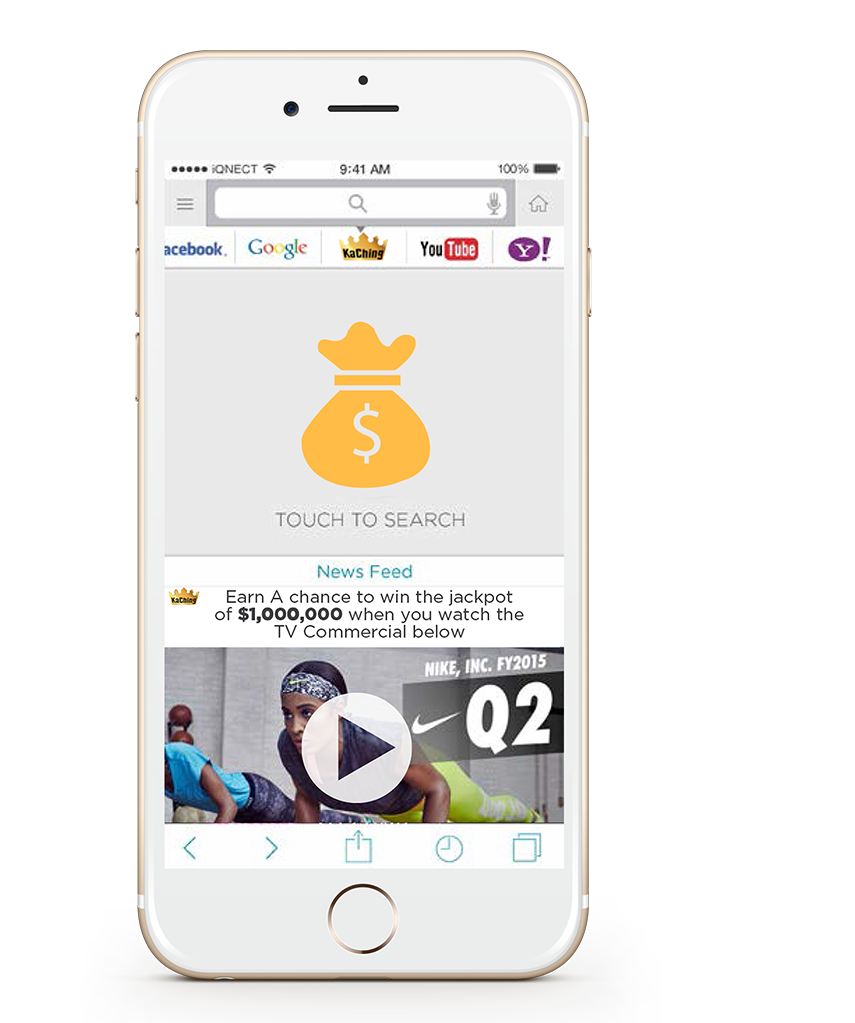 iQNECT
9:41 AM
100%
acebook.
Google
KaChing
YouTube
Y!
$
TOUCH TO SEARCH
News Feed
KaChing
Earn A chance to win the jackpot
of $1,000,000 when you watch the
TV Commercial below
NIKE, INC. FY2015
Q2